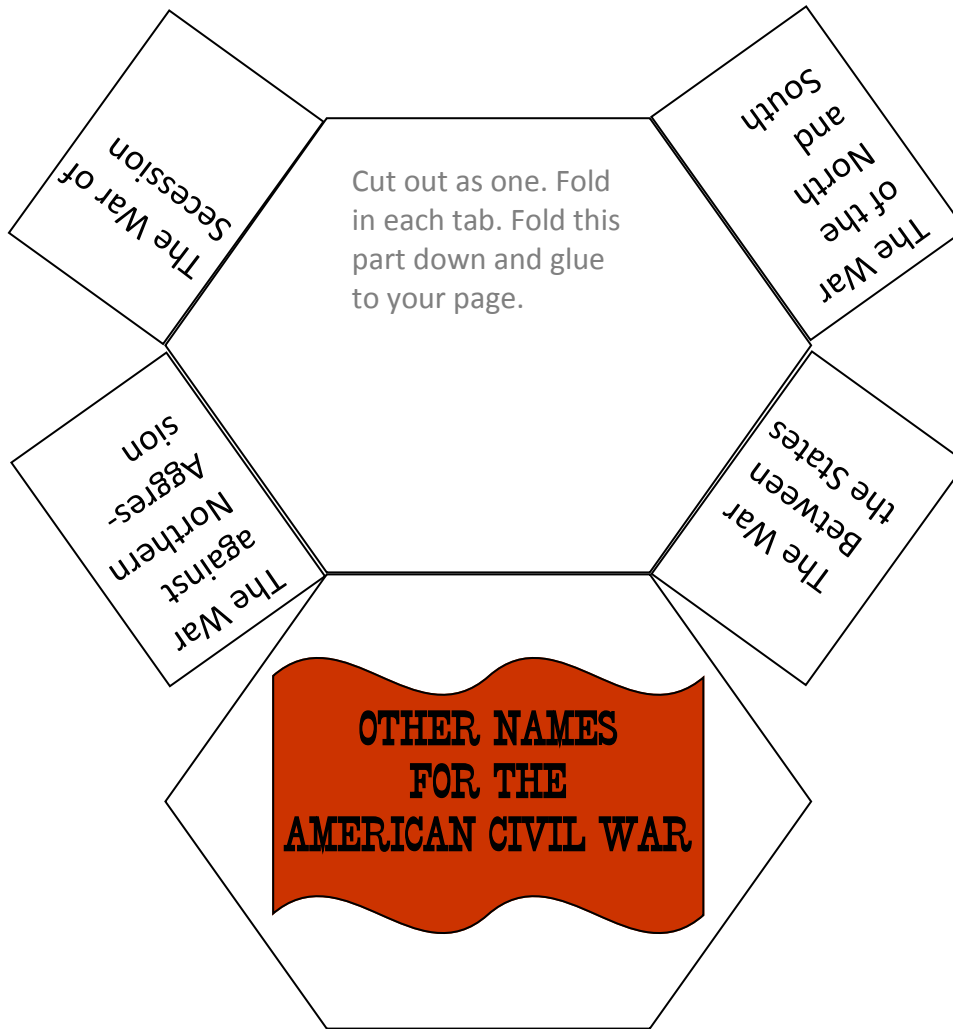 The War of
Secession
The War
of the
North
and
South
Cut out as one. Fold
in each tab. Fold this
part down and glue
to your page.
The War
against
Northern
Aggres-
sion
The War
Between
the States
OTHER NAMES
FOR THE
AMERICAN CIVIL WAR